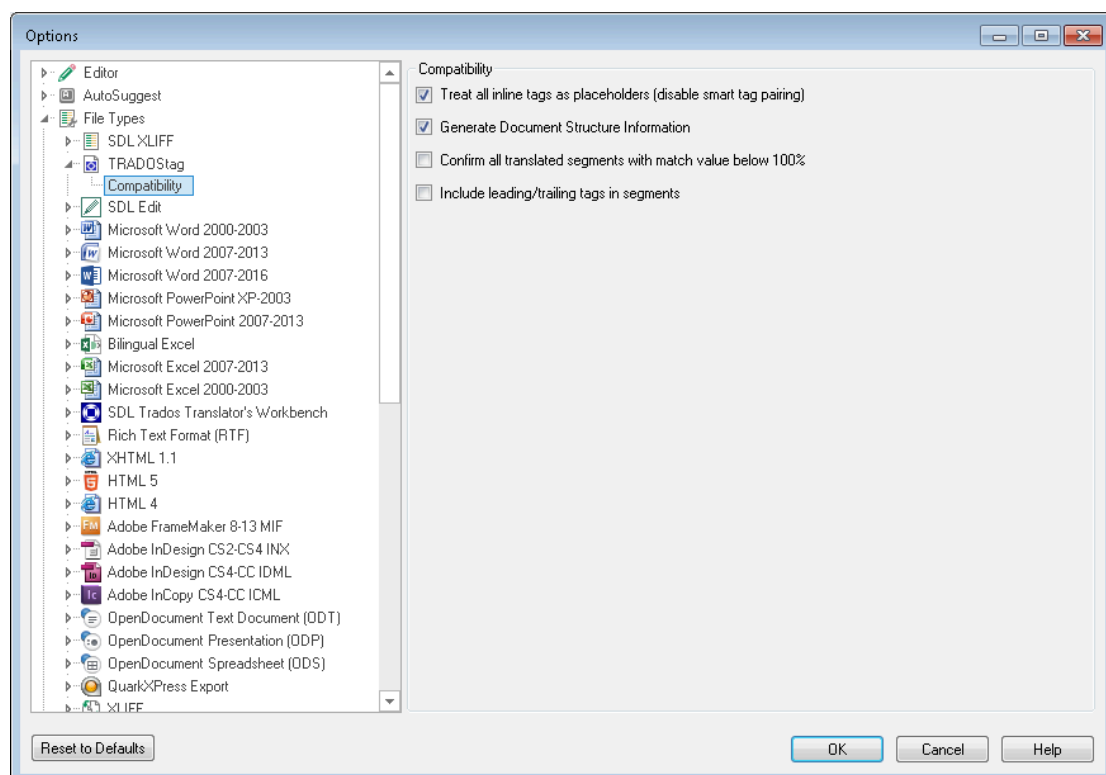 Options
Editor
AutoSuggest
File Types
SDL XLIFF
TRADOStag
Compatibility
SDL Edit
Microsoft Word 2000-2003
Microsoft Word 2007-2013
Microsoft Word 2007-2016
Microsoft PowerPoint XP-2003
Microsoft PowerPoint 2007-2013
Bilingual Excel
Microsoft Excel 2007-2013
Microsoft Excel 2000-2003
SDL Trados Translator's Workbench
Rich Text Format (RTF)
XHTML 1.1
HTML 5
HTML 4
Adobe FrameMaker 8-13 MIF
Adobe InDesign CS2-CS4 INX
Adobe InDesign CS4-CC IDML
Adobe InCopy CS4-CC ICML
OpenDocument Text Document (ODT)
OpenDocument Presentation (ODP)
OpenDocument Spreadsheet (ODS)
QuarkXPress Export
XLIFF
Compatibility
Treat all inline tags as placeholders (disable smart tag pairing)
Generate Document Structure Information
Confirm all translated segments with match value below 100%
Include leading/trailing tags in segments
Reset to Defaults
OK
Cancel
Help